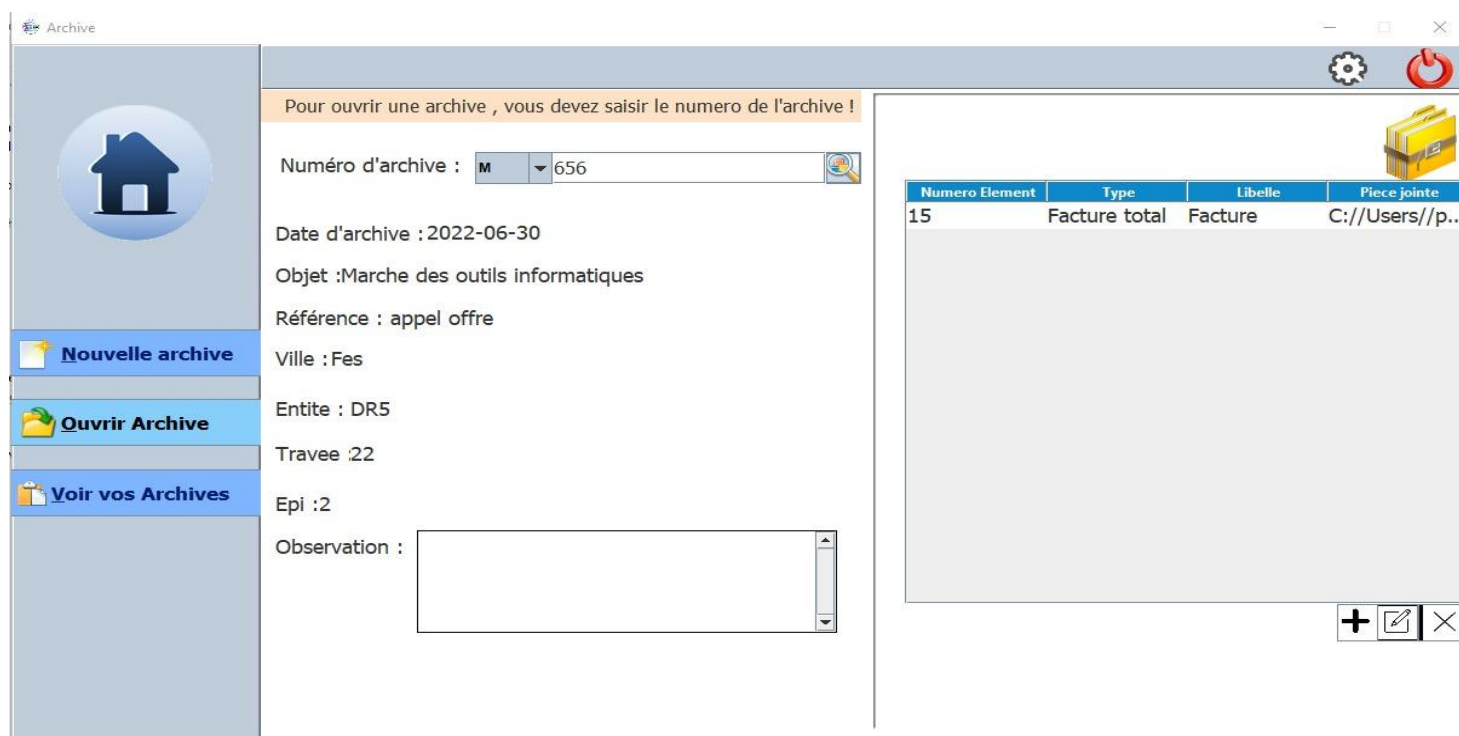 Archive
Pour ouvrir une archive , vous devez saisir le numero de l'archive !
Numéro d'archive : M 656
Date d'archive : 2022-06-30
Objet :Marche des outils informatiques
Référence : appel offre
Ville : Fes
Entite : DR5
Travee :22
Epi :2
Observation :
Nouvelle archive
Ouvrir Archive
Voir vos Archives
Numero Element Type Libelle Piece jointe
15 Facture total Facture C://Users//p..